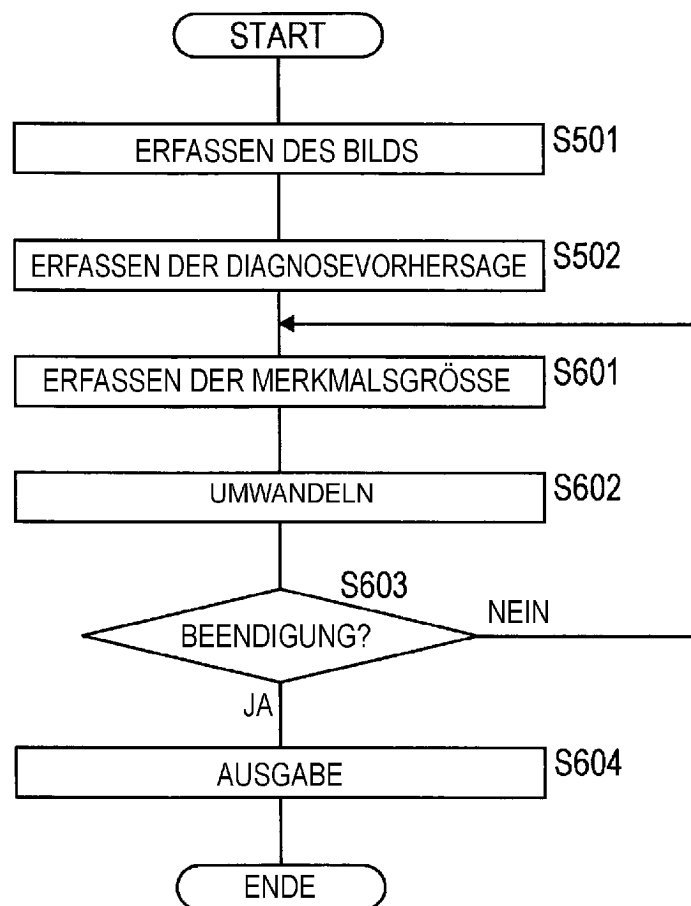 START
ERFASSEN DES BILDS S501
ERFASSEN DER DIAGNOSEVORHERSAGE S502
ERFASSEN DER MERKMALSGRÖSSE S601
UMWANDELN S602
S603
BEENDIGUNG? NEIN
JA
AUSGABE S604
ENDE